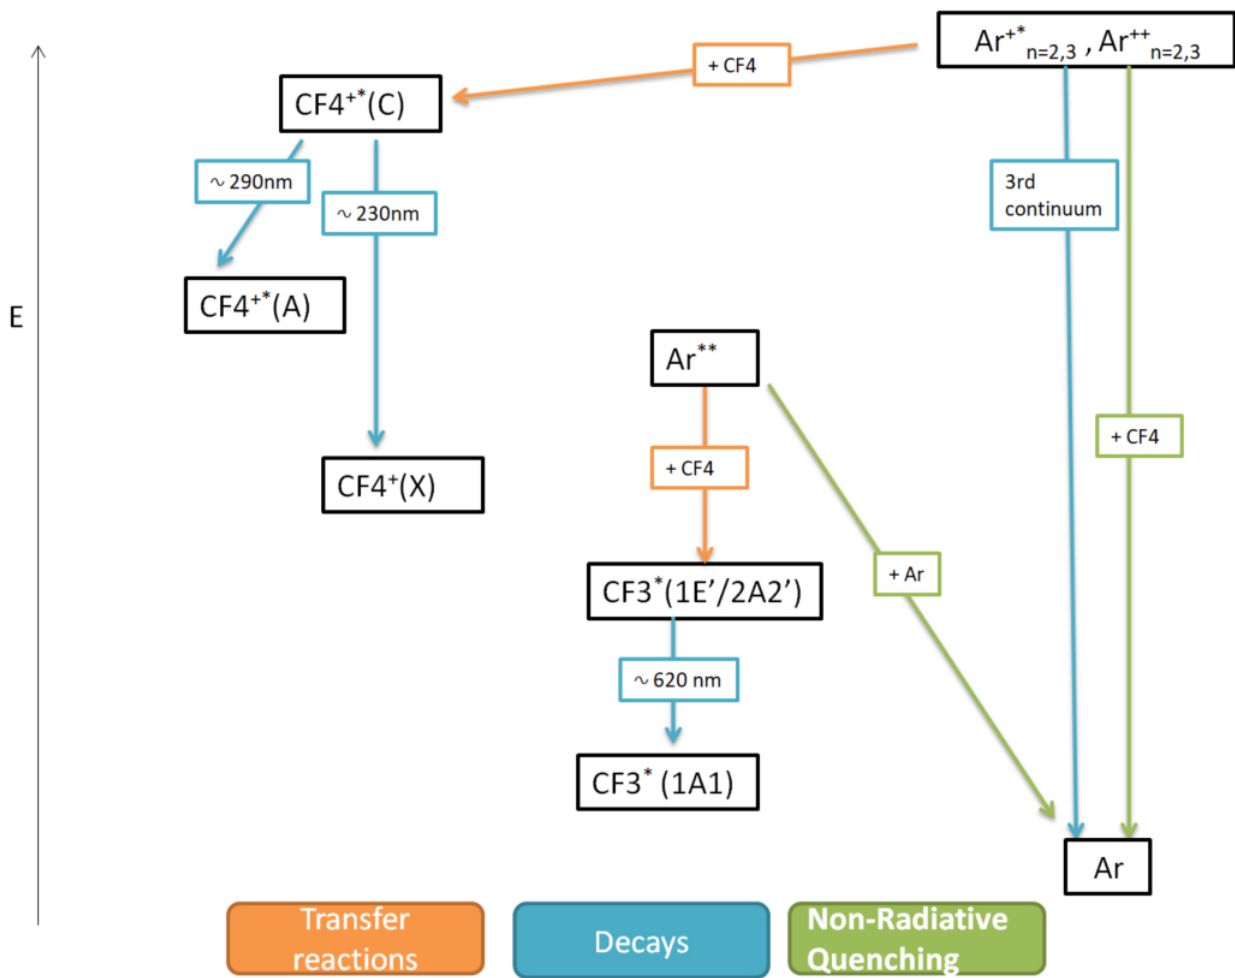 Ar⁺*n=2,3 , Ar⁺⁺n=2,3
+ CF4
CF4⁺*(C)
~ 290nm
~ 230nm
3rd
continuum
CF4⁺*(A)
E
Ar**
+ CF4
+ CF4
CF4⁺(X)
+ Ar
CF3*(1E’/2A2’)
~ 620 nm
CF3* (1A1)
Ar
Transfer
reactions
Decays
Non-Radiative
Quenching